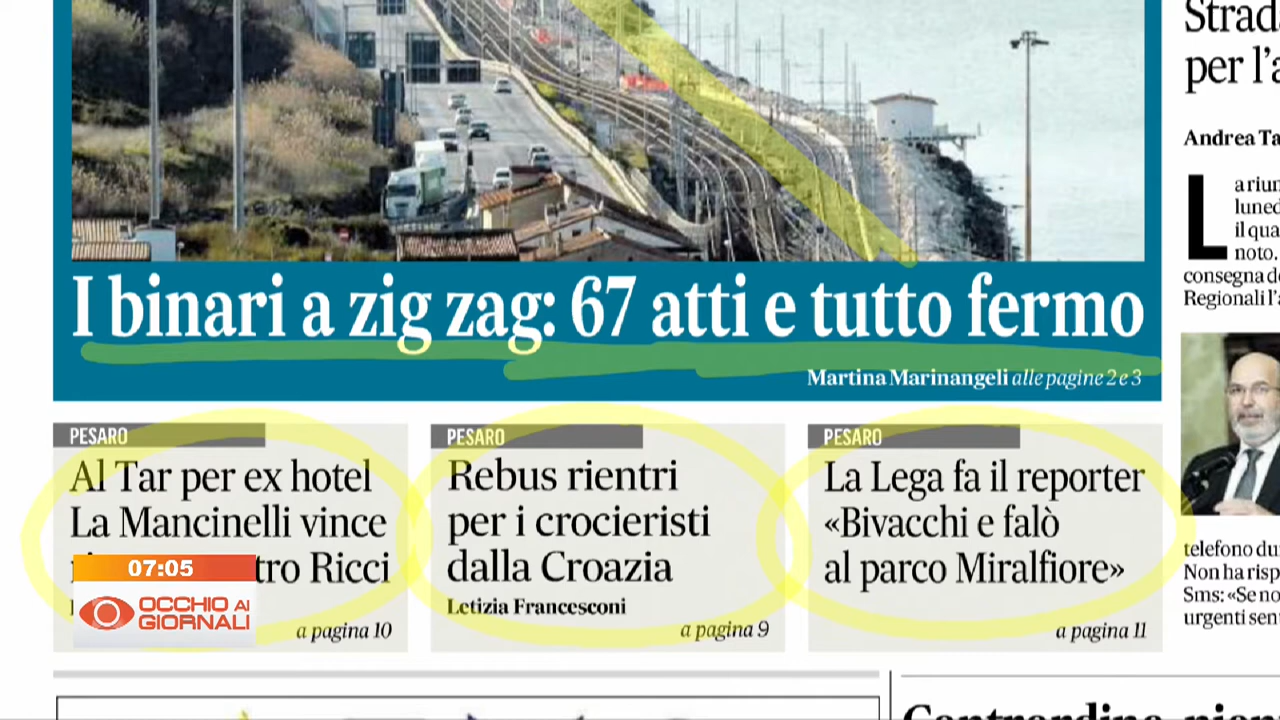 I binari a zig zag: 67 atti e tutto fermo
Martina Marinangeli alle pagine 2 e 3
PESARO
Al Tar per ex hotel
La Mancinelli vince
tro Ricci
a pagina 10
PESARO
Rebus rientri
per i crocieristi
dalla Croazia
Letizia Francesconi
a pagina 9
PESARO
La Lega fa il reporter
«Bivacchi e falò
al parco Miralfiore»
a pagina 11
per l'a
Andrea Ta
La riun
luned
il qua
noto.
consegna de
Regionali l'a
telefono du
Non ha risp
Sms: «Se no
urgenti sen
07:05
OCCHIO AI
GIORNALI